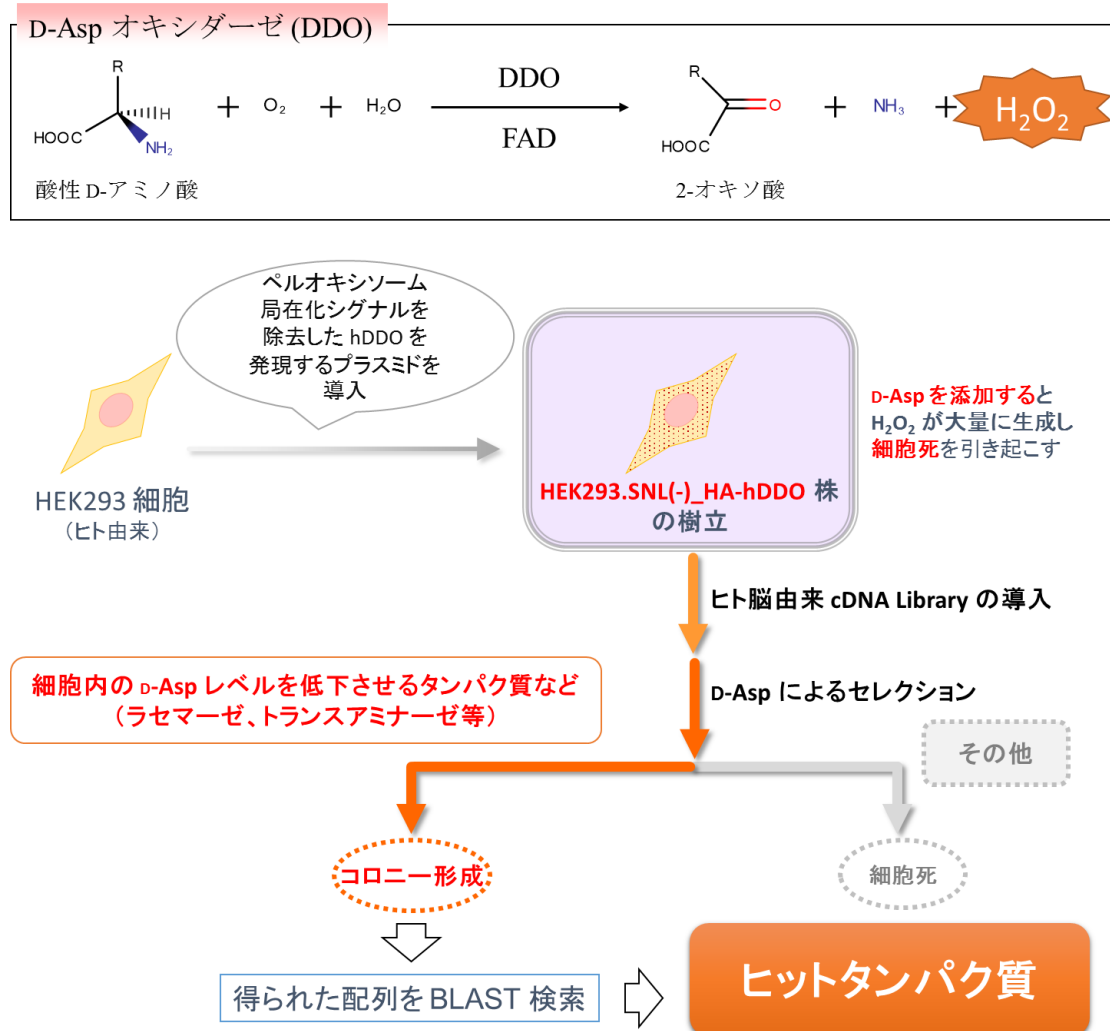 D-Asp オキシダーゼ (DDO)
R
H
HOOC
NH₂
+ O₂ + H₂O
DDO
FAD
R
O
HOOC
+ NH₃ + H₂O₂
酸性 D-アミノ酸
2-オキソ酸
ペルオキシソーム
局在化シグナルを
除去した hDDO を
発現するプラスミドを
導入
HEK293 細胞
(ヒト由来)
HEK293.SNL(-)_HA-hDDO 株
の樹立
D-Asp を添加すると
H₂O₂ が大量に生成し
細胞死を引き起こす
ヒト脳由来 cDNA Library の導入
細胞内の D-Asp レベルを低下させるタンパク質など
(ラセマーゼ、トランスアミナーゼ等)
D-Asp によるセレクション
その他
コロニー形成
細胞死
得られた配列を BLAST 検索
ヒットタンパク質